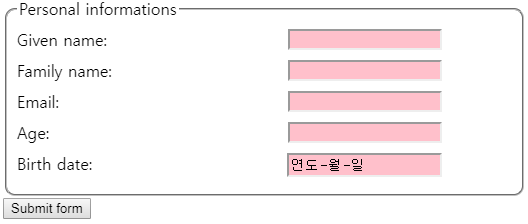 Personal informations
Given name:
Family name:
Email:
Age:
Birth date: 연도-월-일
Submit form